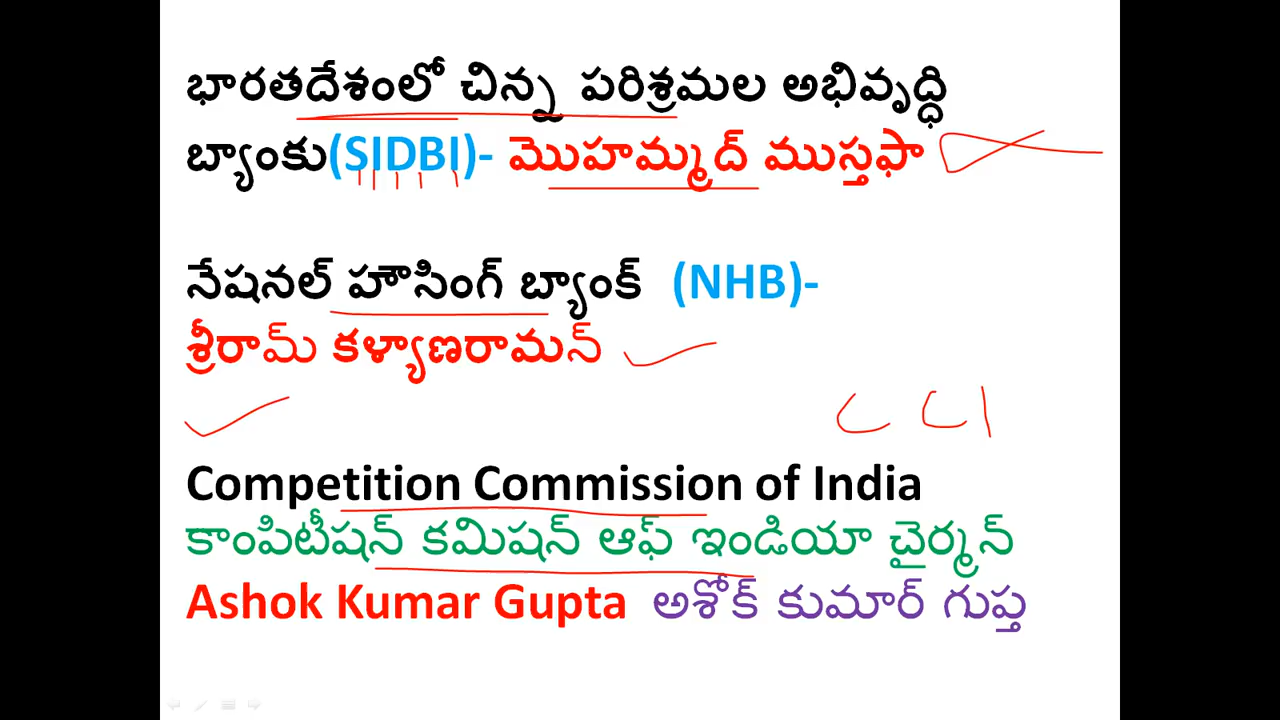 భారతదేశంలో చిన్న పరిశ్రమల అభివృద్ధి
బ్యాంకు(SIDBI)- మొహమ్మద్ ముస్తఫా
నేషనల్ హౌసింగ్ బ్యాంక్ (NHB)-
శ్రీరామ్ కళ్యాణరామన్
CCI
Competition Commission of India
కాంపిటీషన్ కమిషన్ ఆఫ్ ఇండియా చైర్మన్
Ashok Kumar Gupta అశోక్ కుమార్ గుప్త